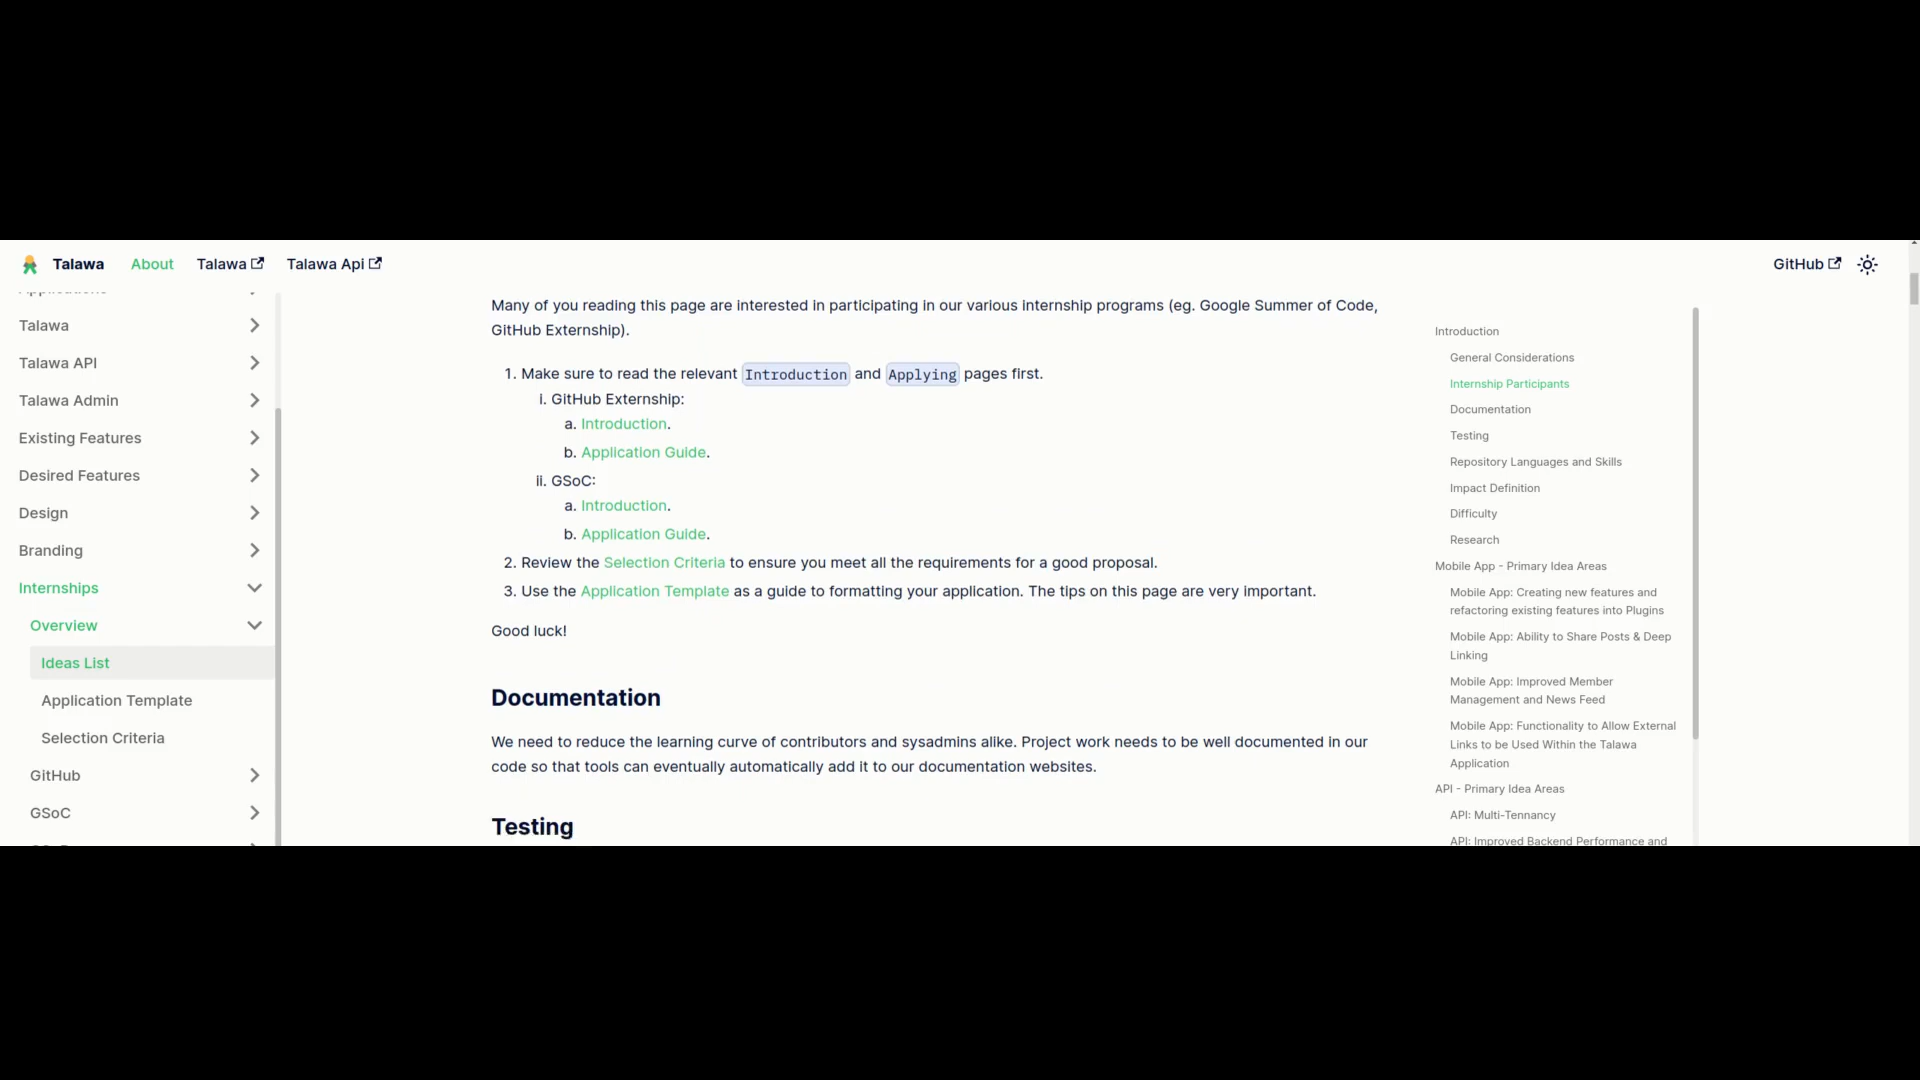 Talawa About Talawa Talawa Api GitHub
Talawa
Talawa API
Talawa Admin
Existing Features
Desired Features
Design
Branding
Internships
Overview
Ideas List
Application Template
Selection Criteria
GitHub
GSoC
Many of you reading this page are interested in participating in our various internship programs (eg. Google Summer of Code,
GitHub Externship).
1. Make sure to read the relevant Introduction and Applying pages first.
i. GitHub Externship:
a. Introduction.
b. Application Guide.
ii. GSoC:
a. Introduction.
b. Application Guide.
2. Review the Selection Criteria to ensure you meet all the requirements for a good proposal.
3. Use the Application Template as a guide to formatting your application. The tips on this page are very important.
Good luck!
Documentation
We need to reduce the learning curve of contributors and sysadmins alike. Project work needs to be well documented in our
code so that tools can eventually automatically add it to our documentation websites.
Testing
Introduction
General Considerations
Internship Participants
Documentation
Testing
Repository Languages and Skills
Impact Definition
Difficulty
Research
Mobile App - Primary Idea Areas
Mobile App: Creating new features and
refactoring existing features into Plugins
Mobile App: Ability to Share Posts & Deep
Linking
Mobile App: Improved Member
Management and News Feed
Mobile App: Functionality to Allow External
Links to be Used Within the Talawa
Application
API - Primary Idea Areas
API: Multi-Tennancy
API: Improved Backend Performance and